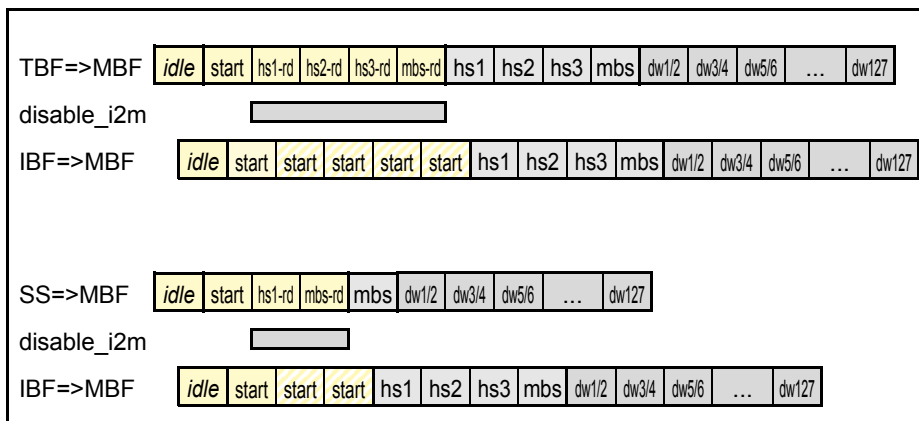 TBF=>MBF idle start hs1-rd hs2-rd hs3-rd mbs-rd hs1 hs2 hs3 mbs dw1/2 dw3/4 dw5/6 ... dw127
disable_i2m
IBF=>MBF idle start start start start start hs1 hs2 hs3 mbs dw1/2 dw3/4 dw5/6 ... dw127
SS=>MBF idle start hs1-rd mbs-rd mbs dw1/2 dw3/4 dw5/6 ... dw127
disable_i2m
IBF=>MBF idle start start start hs1 hs2 hs3 mbs dw1/2 dw3/4 dw5/6 ... dw127